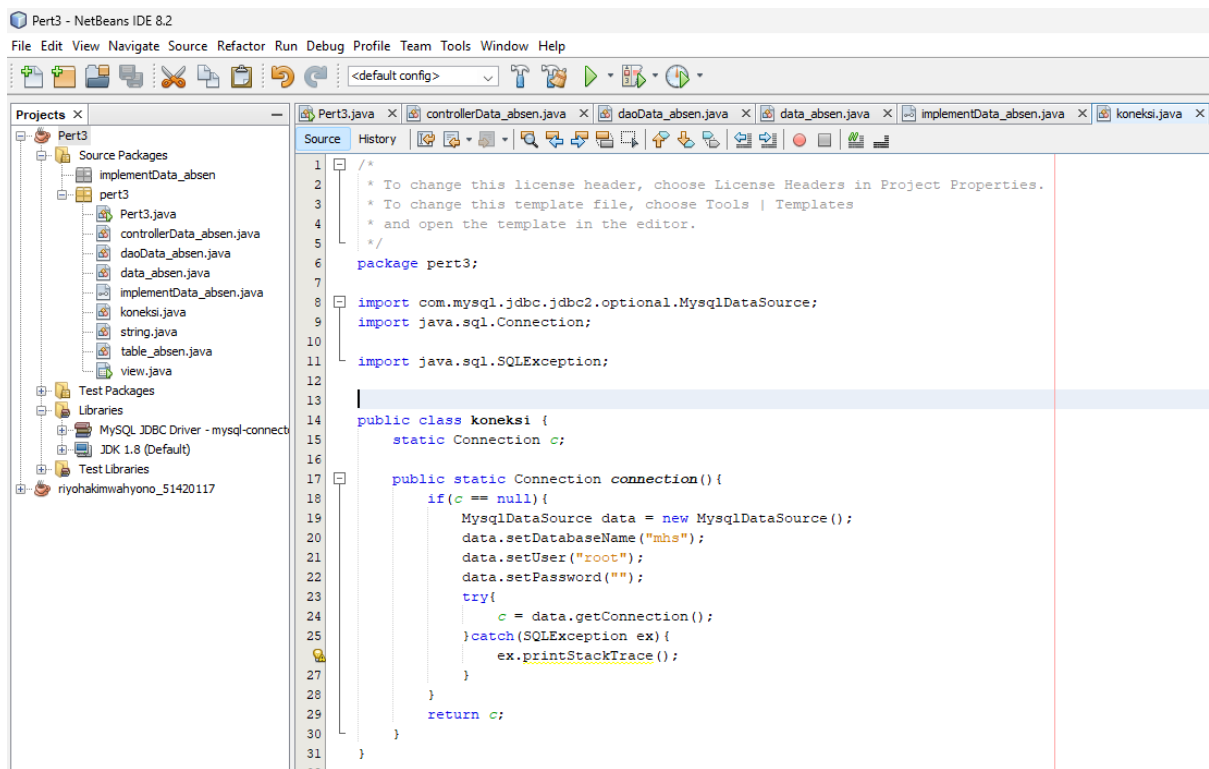 Pert3 - NetBeans IDE 8.2
File Edit View Navigate Source Refactor Run Debug Profile Team Tools Window Help
<default config>
Projects
Pert3
Source Packages
implementData_absen
pert3
Pert3.java
controllerData_absen.java
daoData_absen.java
data_absen.java
implementData_absen.java
koneksi.java
string.java
table_absen.java
view.java
Test Packages
Libraries
MySQL JDBC Driver - mysql-connect
JDK 1.8 (Default)
Test Libraries
riyohakimwahyono_51420117
Pert3.java controllerData_absen.java daoData_absen.java data_absen.java implementData_absen.java koneksi.java
Source History
1 /*
2 * To change this license header, choose License Headers in Project Properties.
3 * To change this template file, choose Tools | Templates
4 * and open the template in the editor.
5 */
6 package pert3;
7
8 import com.mysql.jdbc.jdbc2.optional.MysqlDataSource;
9 import java.sql.Connection;
10
11 import java.sql.SQLException;
12
13
14 public class koneksi {
15 static Connection c;
16
17 public static Connection connection(){
18 if(c == null){
19 MysqlDataSource data = new MysqlDataSource();
20 data.setDatabaseName("mhs");
21 data.setUser("root");
22 data.setPassword("");
23 try{
24 c = data.getConnection();
25 }catch(SQLException ex){
ex.printStackTrace();
27 }
28 }
29 return c;
30 }
31 }